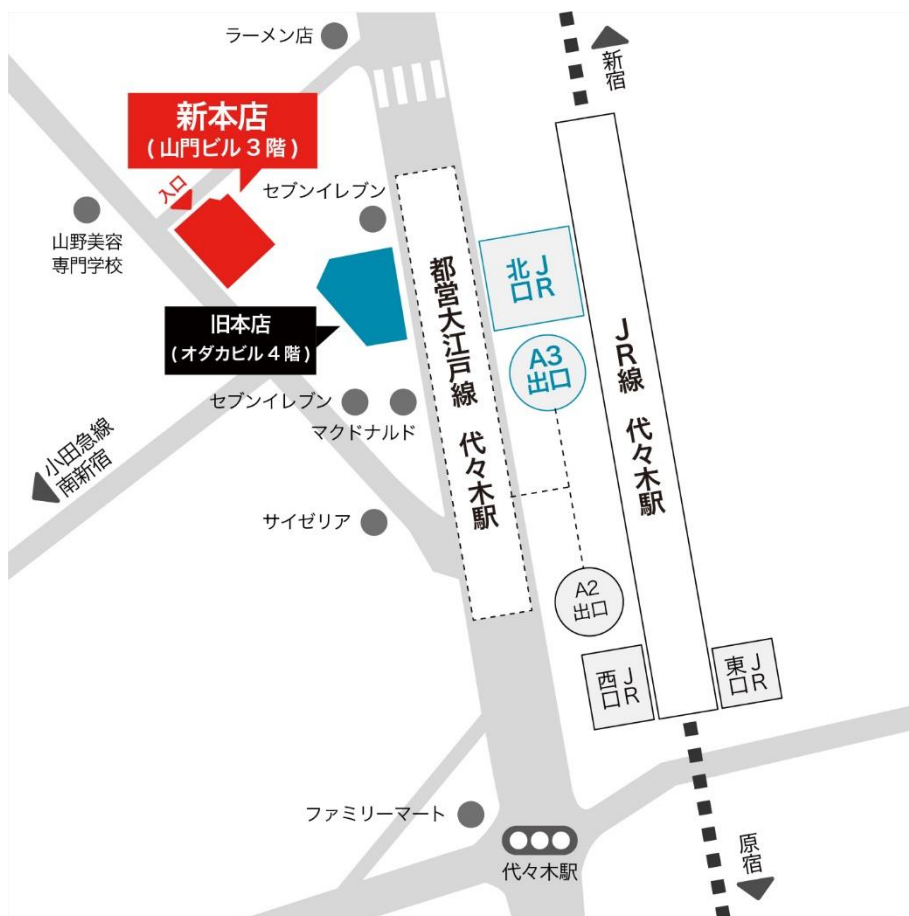 ラーメン店
新宿
新本店
(山門ビル3階)
入口
セブンイレブン
山野美容
専門学校
旧本店
(オダカビル4階)
都営大江戸線 代々木駅
JR
北口
A3
出口
JR線 代々木駅
セブンイレブン
マクドナルド
小田急線
南新宿
サイゼリア
A2
出口
JR
西口
JR
東口
ファミリーマート
代々木駅
原宿